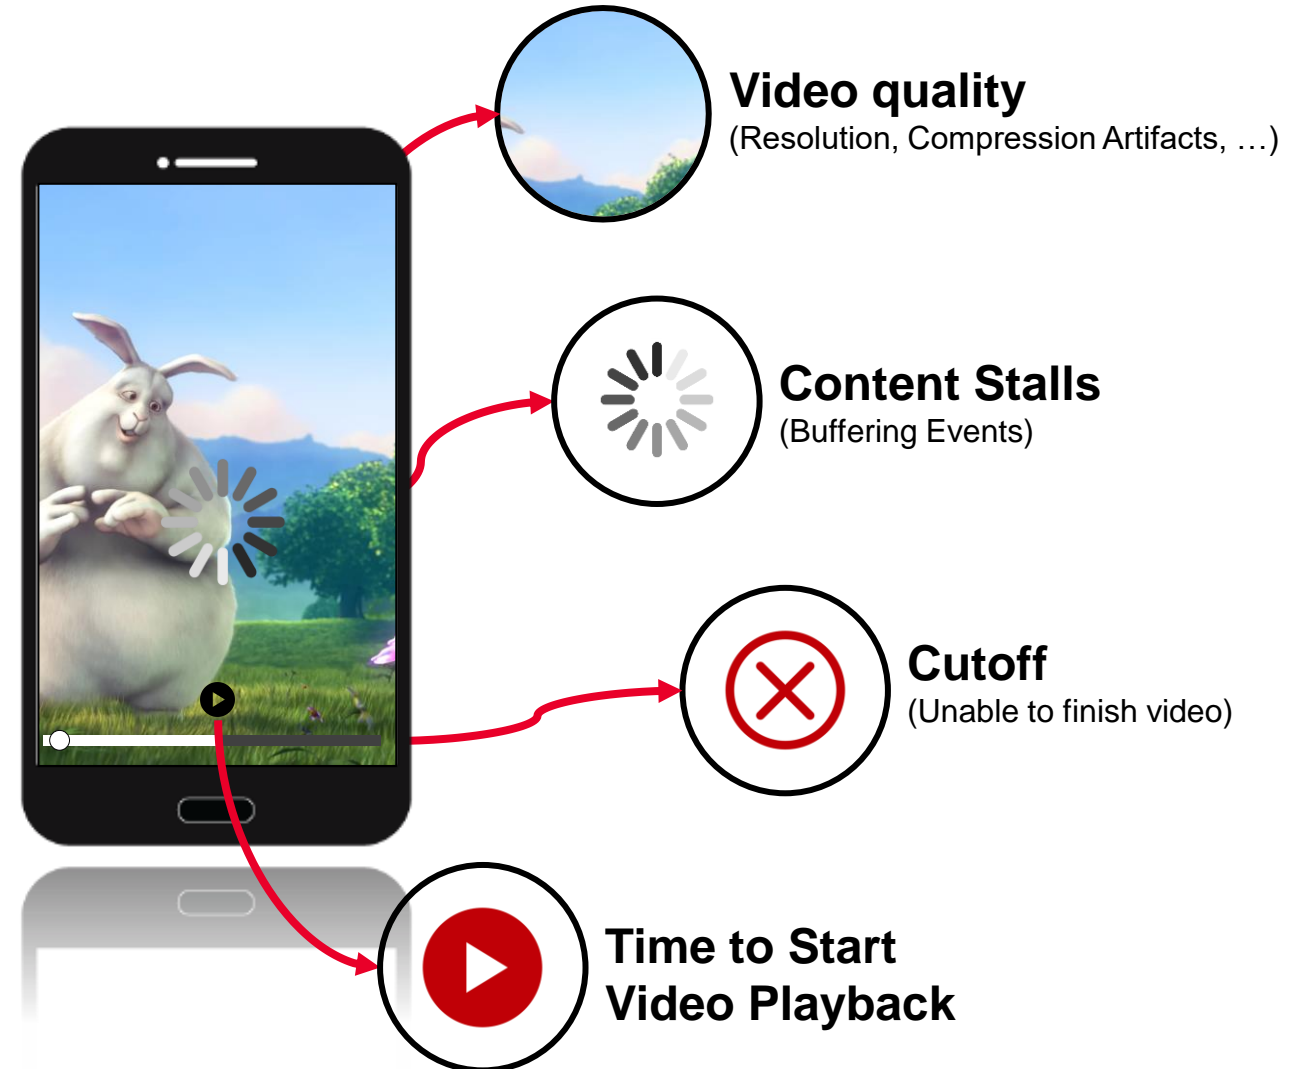 Video quality
(Resolution, Compression Artifacts, …)
Content Stalls
(Buffering Events)
Cutoff
(Unable to finish video)
Time to Start
Video Playback